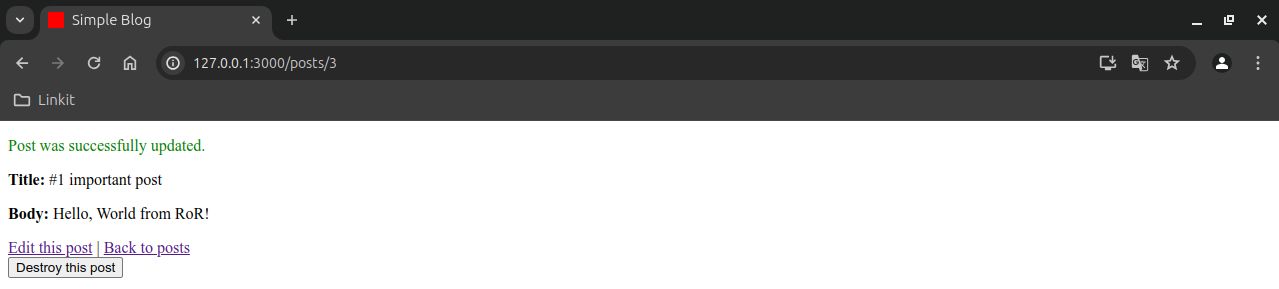 Simple Blog
127.0.0.1:3000/posts/3
Linkit
Post was successfully updated.
Title: #1 important post
Body: Hello, World from RoR!
Edit this post | Back to posts
Destroy this post